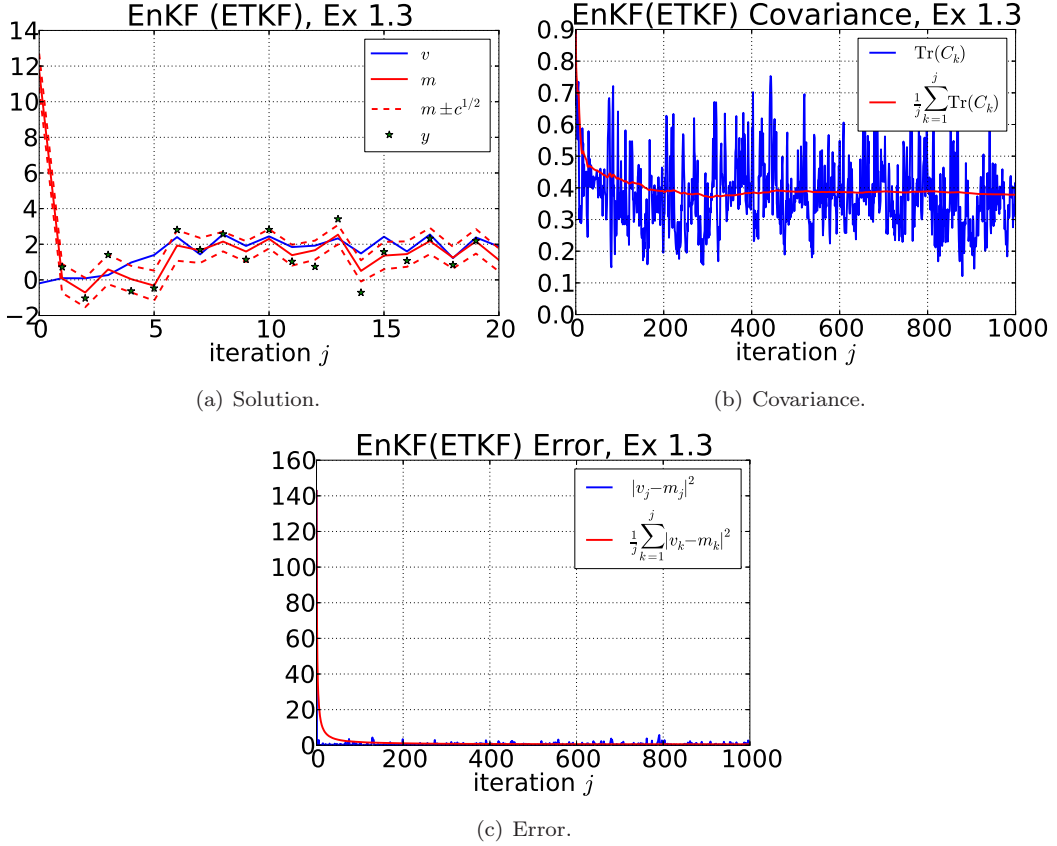 EnKF (ETKF), Ex 1.3
14
12
10
8
6
4
2
0
−2
0 5 10 15 20
iteration j
v
m
m ± c^{1/2}
y
(a) Solution.
EnKF(ETKF) Covariance, Ex 1.3
0.9
0.8
0.7
0.6
0.5
0.4
0.3
0.2
0.1
0.0
0 200 400 600 800 1000
iteration j
Tr(C_k)
\frac{1}{j}\sum_{k=1}^{j} Tr(C_k)
(b) Covariance.
EnKF(ETKF) Error, Ex 1.3
160
140
120
100
80
60
40
20
0
0 200 400 600 800 1000
iteration j
|v_j−m_j|^2
\frac{1}{j}\sum_{k=1}^{j} |v_k−m_k|^2
(c) Error.